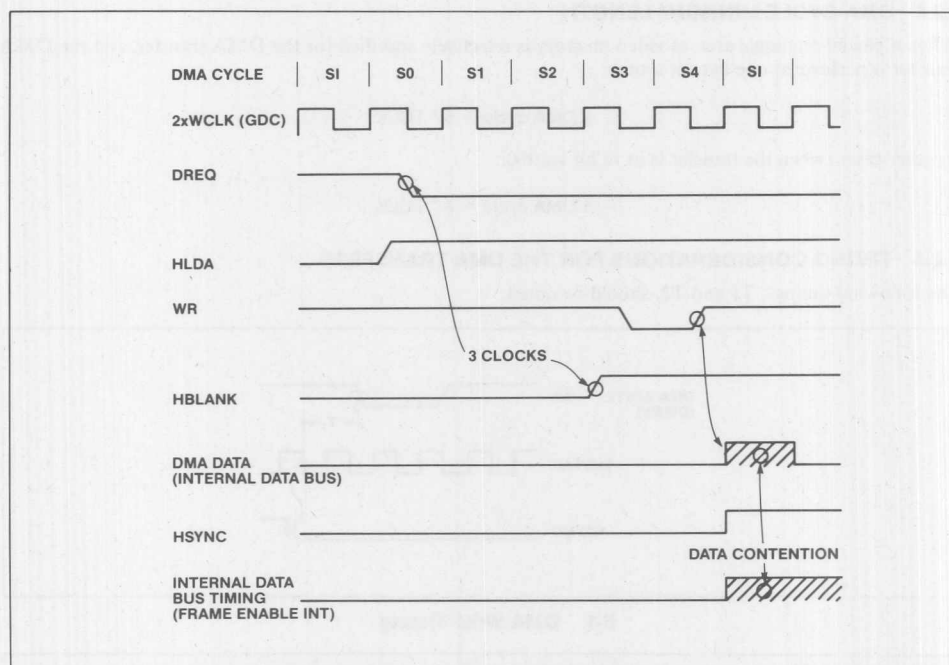 DMA CYCLE SI S0 S1 S2 S3 S4 SI
2xWCLK (GDC)
DREQ
HLDA
WR
3 CLOCKS
HBLANK
DMA DATA
(INTERNAL DATA BUS)
HSYNC
DATA CONTENTION
INTERNAL DATA
BUS TIMING
(FRAME ENABLE INT)